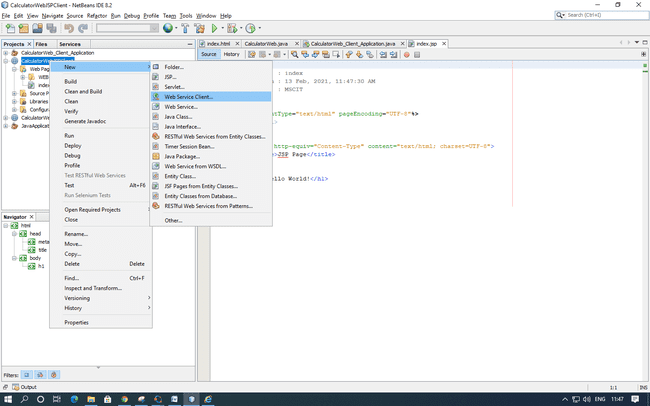 CalculatorWebJSPClient - NetBeans IDE 8.2
File Edit View Navigate Source Refactor Run Debug Profile Team Tools Window Help
Search (Ctrl+I)
Projects Files Services
index.html CalculatorWeb.java CalculatorWeb_Client_Application.java index.jsp
Source History
CalculatorWeb_Client_Application
Web Pag
WEB
index
Source P
Libraries
Configura
CalculatorWe
JavaApplication
New
Build
Clean and Build
Clean
Verify
Generate Javadoc
Run
Deploy
Debug
Profile
Test RESTful Web Services
Test Alt+F6
Run Selenium Tests
Open Required Projects
Close
Rename...
Move...
Copy...
Delete Delete
Find... Ctrl+F
Inspect and Transform...
Versioning
History
Properties
Folder...
JSP...
Servlet...
Web Service Client...
Web Service...
Java Class...
Java Interface...
RESTful Web Services from Entity Classes...
Timer Session Bean...
Java Package...
Web Service from WSDL...
Entity Class...
JSF Pages from Entity Classes...
Entity Classes from Database...
RESTful Web Services from Patterns...
Other...
: index
: 13 Feb, 2021, 11:47:30 AM
: MSCIT
tType="text/html" pageEncoding="UTF-8"%>
http-equiv="Content-Type" content="text/html; charset=UTF-8">
>JSP Page</title>
llo World!</h1>
Navigator
html
head
meta
title
body
h1
Filters:
Output
1:1 INS
ENG 11:47